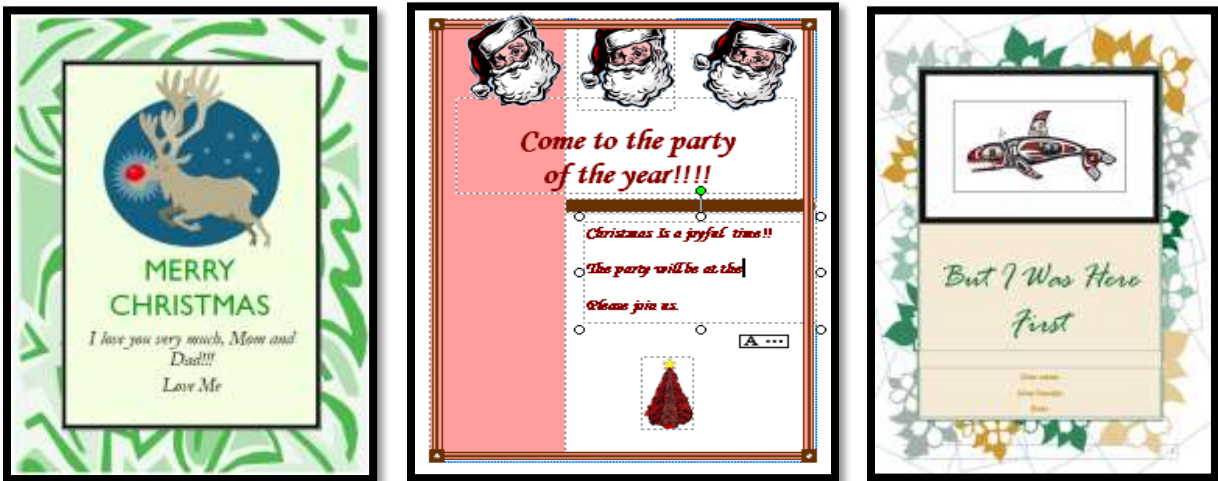 MERRY
CHRISTMAS
I love you very much, Mom and
Dad!!!
Love Me
Come to the party
of the year!!!!
Christmas Is a joyful time!!
The party will be at the
Please join us.
A ...
But I Was Here
First